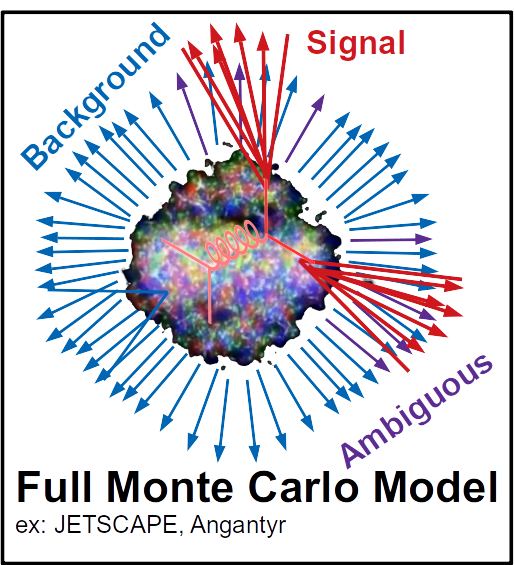 Background
Signal
Ambiguous
Full Monte Carlo Model
ex: JETSCAPE, Angantyr